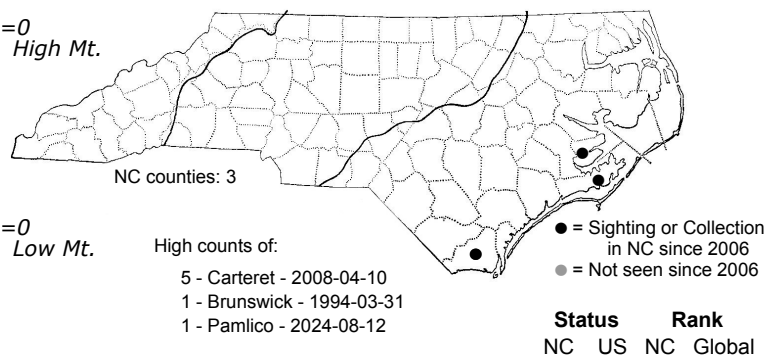 =0
High Mt.
NC counties: 3
=0
Low Mt.
High counts of:
5 - Carteret - 2008-04-10
1 - Brunswick - 1994-03-31
1 - Pamlico - 2024-08-12
● = Sighting or Collection
in NC since 2006
● = Not seen since 2006
Status Rank
NC US NC Global